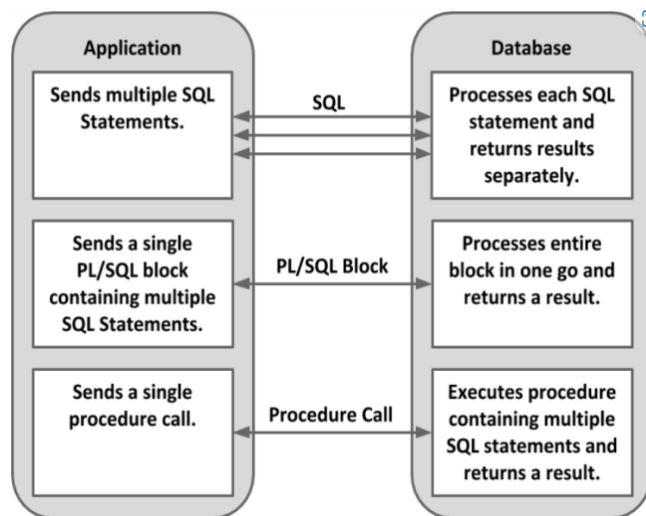 Application
Database
Sends multiple SQL
Statements.
SQL
Processes each SQL
statement and
returns results
separately.
Sends a single
PL/SQL block
containing multiple
SQL Statements.
PL/SQL Block
Processes entire
block in one go and
returns a result.
Sends a single
procedure call.
Procedure Call
Executes procedure
containing multiple
SQL statements and
returns a result.